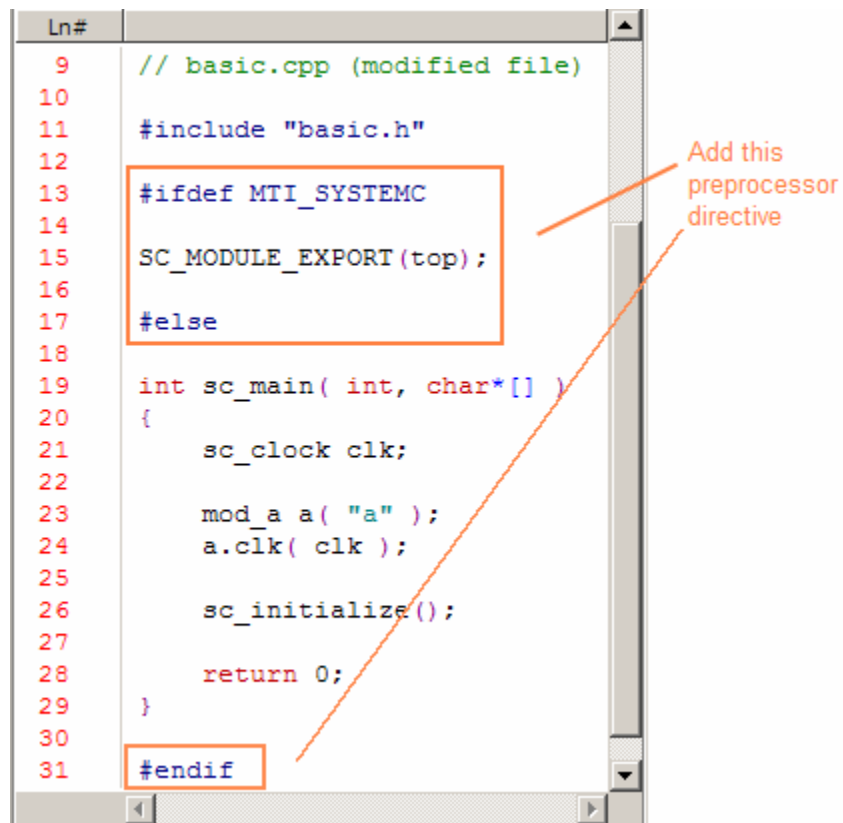 Ln#
9 // basic.cpp (modified file)
10
11 #include "basic.h"
12
13 #ifdef MTI_SYSTEMC
14
15 SC_MODULE_EXPORT(top);
16
17 #else
18
19 int sc_main( int, char*[] )
20 {
21     sc_clock clk;
22
23     mod_a a( "a" );
24     a.clk( clk );
25
26     sc_initialize();
27
28     return 0;
29 }
30
31 #endif
Add this
preprocessor
directive